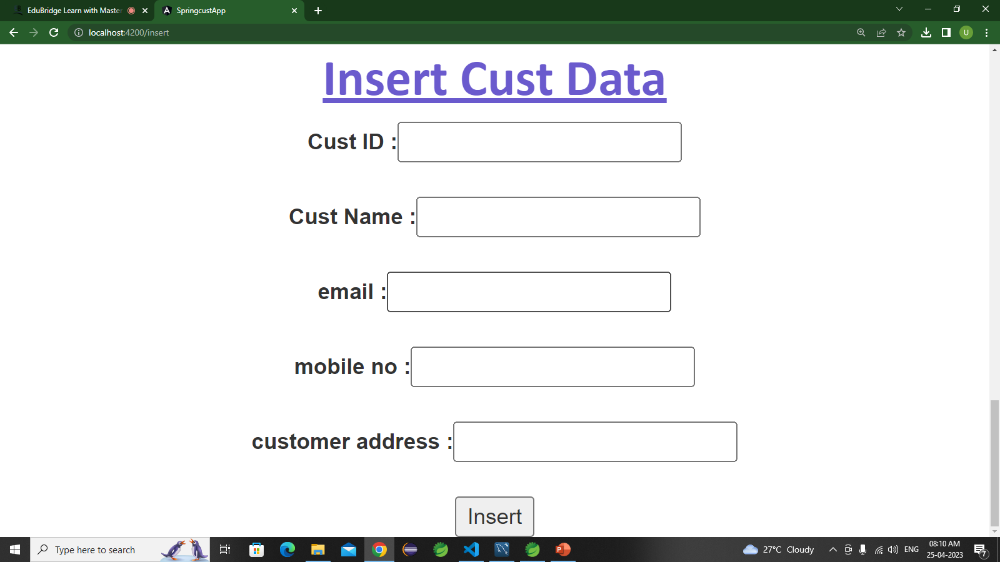 EduBridge Learn with Master
SpringcustApp
localhost:4200/insert
U
Insert Cust Data
Cust ID :
Cust Name :
email :
mobile no :
customer address :
Insert
Type here to search
27°C Cloudy
ENG
08:10 AM
25-04-2023
7